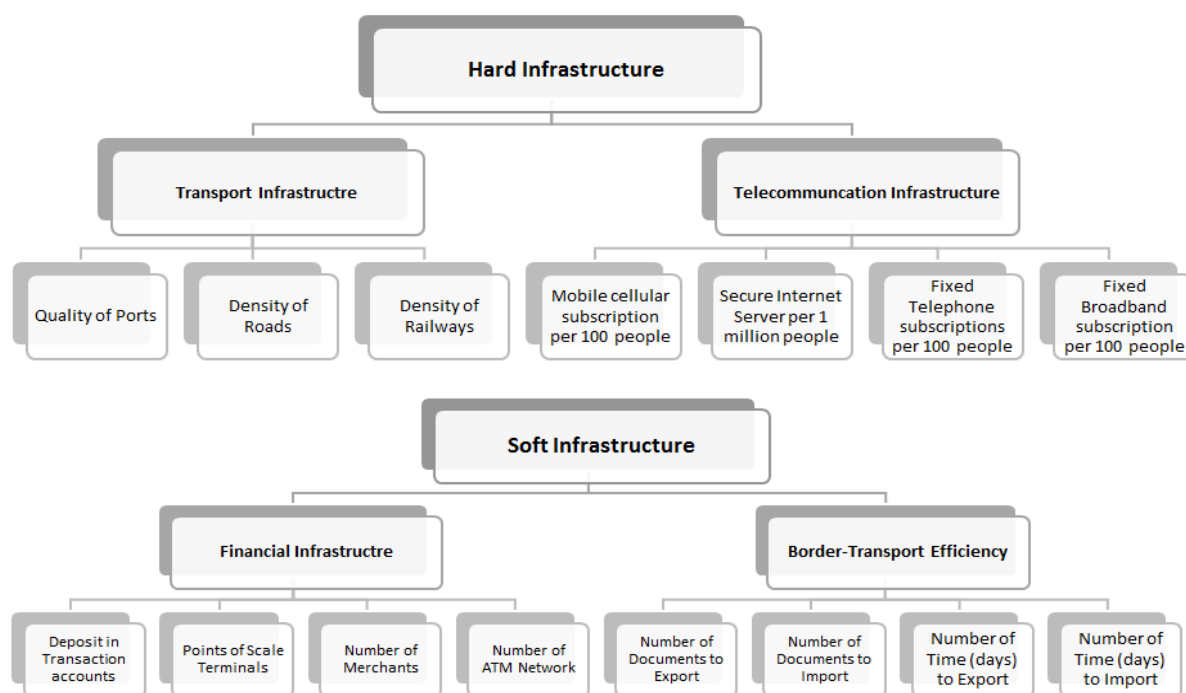 Hard Infrastructure
Transport Infrastructre
Telecommuncation Infrastructure
Quality of Ports
Density of
Roads
Density of
Railways
Mobile cellular
subscription
per 100 people
Secure Internet
Server per 1
million people
Fixed
Telephone
subscriptions
per 100 people
Fixed
Broadband
subscription
per 100 people
Soft Infrastructure
Financial Infrastructre
Border-Transport Efficiency
Deposit in
Transaction
accounts
Points of Scale
Terminals
Number of
Merchants
Number of
ATM Network
Number of
Documents to
Export
Number of
Documents to
Import
Number of
Time (days)
to Export
Number of
Time (days)
to Import